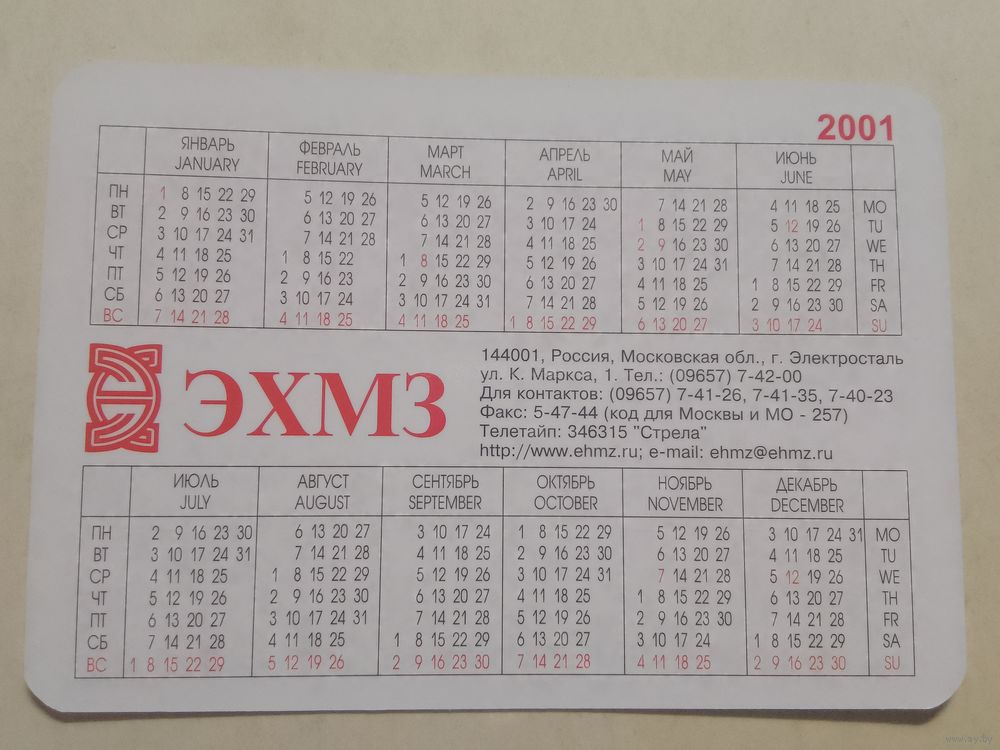 2001
ЯНВАРЬ ФЕВРАЛЬ МАРТ АПРЕЛЬ МАЙ ИЮНЬ
JANUARY FEBRUARY MARCH APRIL MAY JUNE
ПН 1 8 15 22 29 5 12 19 26 5 12 19 26 2 9 16 23 30 7 14 21 28 4 11 18 25 MO
ВТ 2 9 16 23 30 6 13 20 27 6 13 20 27 3 10 17 24 1 8 15 22 29 5 12 19 26 TU
СР 3 10 17 24 31 7 14 21 28 7 14 21 28 4 11 18 25 2 9 16 23 30 6 13 20 27 WE
ЧТ 4 11 18 25 1 8 15 22 1 8 15 22 29 5 12 19 26 3 10 17 24 31 7 14 21 28 TH
ПТ 5 12 19 26 2 9 16 23 2 9 16 23 30 6 13 20 27 4 11 18 25 1 8 15 22 29 FR
СБ 6 13 20 27 3 10 17 24 3 10 17 24 31 7 14 21 28 5 12 19 26 2 9 16 23 30 SA
ВС 7 14 21 28 4 11 18 25 4 11 18 25 1 8 15 22 29 6 13 20 27 3 10 17 24 SU
ЭХМЗ
144001, Россия, Московская обл., г. Электросталь
ул. К. Маркса, 1. Тел.: (09657) 7-42-00
Для контактов: (09657) 7-41-26, 7-41-35, 7-40-23
Факс: 5-47-44 (код для Москвы и МО - 257)
Телетайп: 346315 "Стрела"
http://www.ehmz.ru; e-mail: ehmz@ehmz.ru
ИЮЛЬ АВГУСТ СЕНТЯБРЬ ОКТЯБРЬ НОЯБРЬ ДЕКАБРЬ
JULY AUGUST SEPTEMBER OCTOBER NOVEMBER DECEMBER
ПН 2 9 16 23 30 6 13 20 27 3 10 17 24 1 8 15 22 29 5 12 19 26 3 10 17 24 31 MO
ВТ 3 10 17 24 31 7 14 21 28 4 11 18 25 2 9 16 23 30 6 13 20 27 4 11 18 25 TU
СР 4 11 18 25 1 8 15 22 29 5 12 19 26 3 10 17 24 31 7 14 21 28 5 12 19 26 WE
ЧТ 5 12 19 26 2 9 16 23 30 6 13 20 27 4 11 18 25 1 8 15 22 29 6 13 20 27 TH
ПТ 6 13 20 27 3 10 17 24 31 7 14 21 28 5 12 19 26 2 9 16 23 30 7 14 21 28 FR
СБ 7 14 21 28 4 11 18 25 1 8 15 22 29 6 13 20 27 3 10 17 24 1 8 15 22 29 SA
ВС 1 8 15 22 29 5 12 19 26 2 9 16 23 30 7 14 21 28 4 11 18 25 2 9 16 23 30 SU
www.ay.by